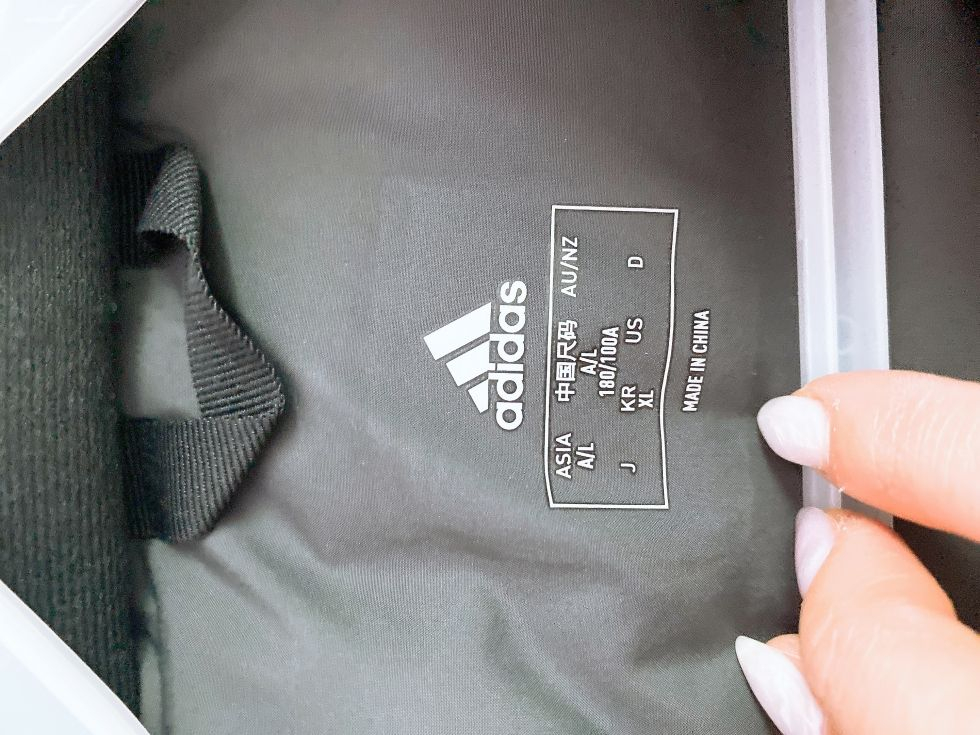 adidas
ASIA 中国尺码 AU/NZ
A/L A/L
180/100A
J KR US D
XL
MADE IN CHINA